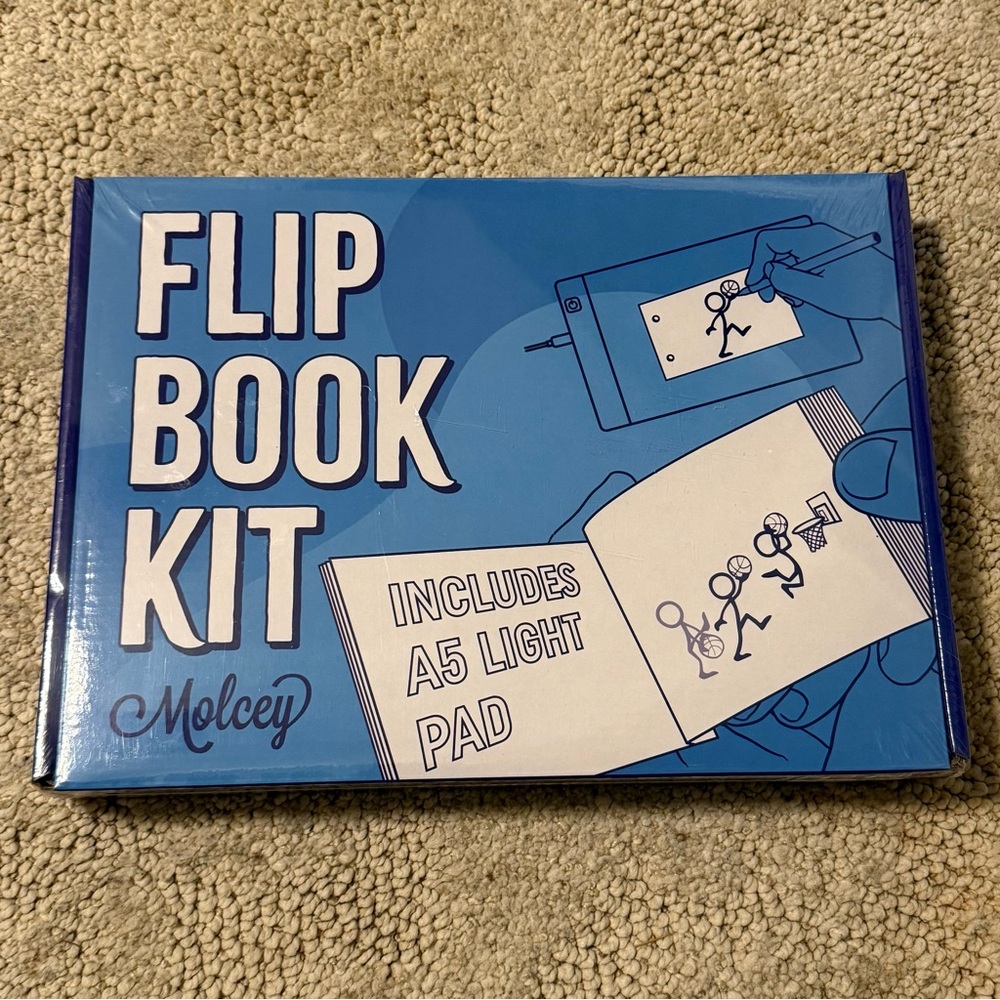 FLIP
BOOK
KIT
Molcey
INCLUDES
A5 LIGHT
PAD